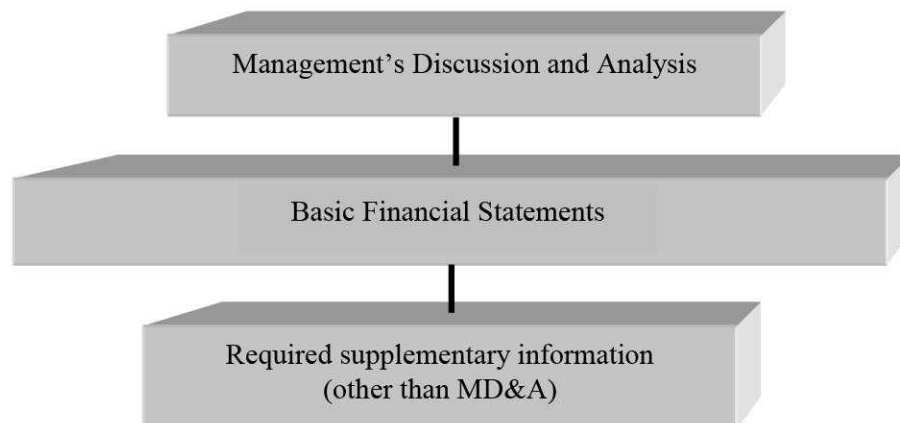 Management’s Discussion and Analysis
Basic Financial Statements
Required supplementary information
(other than MD&A)